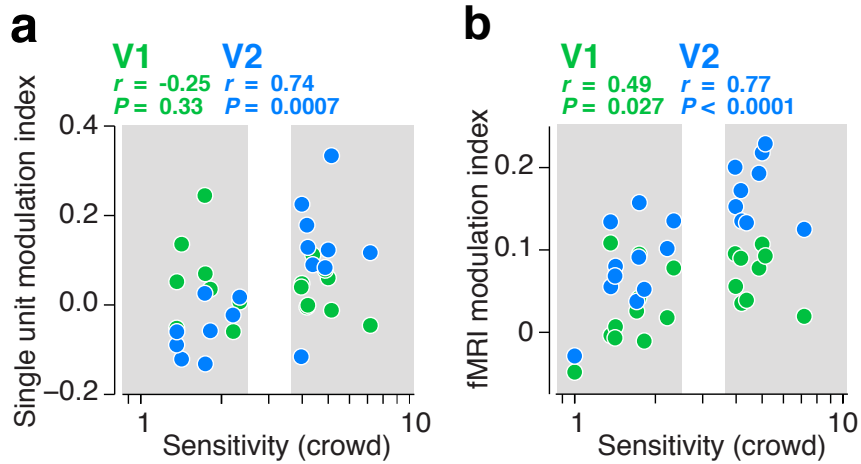 a
V1 V2
r = -0.25 r = 0.74
P = 0.33 P = 0.0007
Single unit modulation index
0.4
0.2
0.0
−0.2
1 10
Sensitivity (crowd)
b
V1 V2
r = 0.49 r = 0.77
P = 0.027 P < 0.0001
fMRI modulation index
0.2
0.1
0
1 10
Sensitivity (crowd)